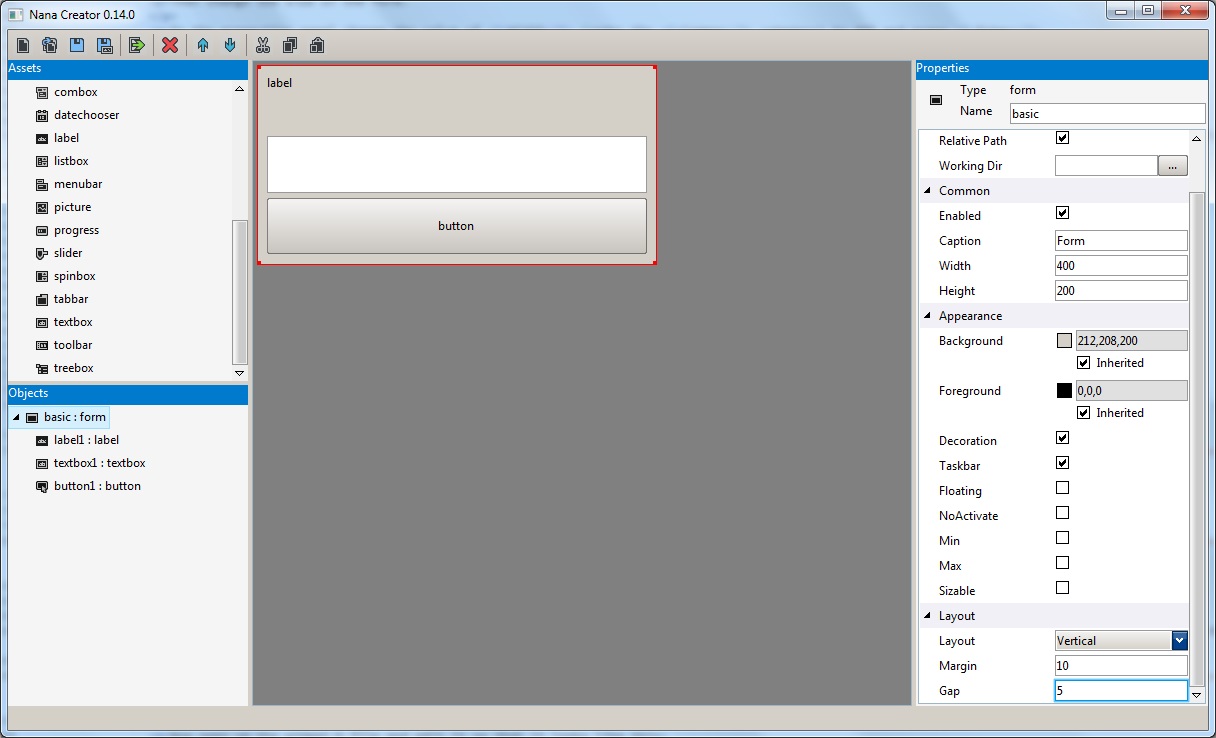 Nana Creator 0.14.0
Assets
combox
datechooser
label
listbox
menubar
picture
progress
slider
spinbox
tabbar
textbox
toolbar
treebox
Objects
basic : form
label1 : label
textbox1 : textbox
button1 : button
label
button
Properties
Type form
Name basic
Relative Path
Working Dir ...
Common
Enabled
Caption Form
Width 400
Height 200
Appearance
Background 212,208,200
Inherited
Foreground 0,0,0
Inherited
Decoration
Taskbar
Floating
NoActivate
Min
Max
Sizable
Layout
Layout Vertical
Margin 10
Gap 5